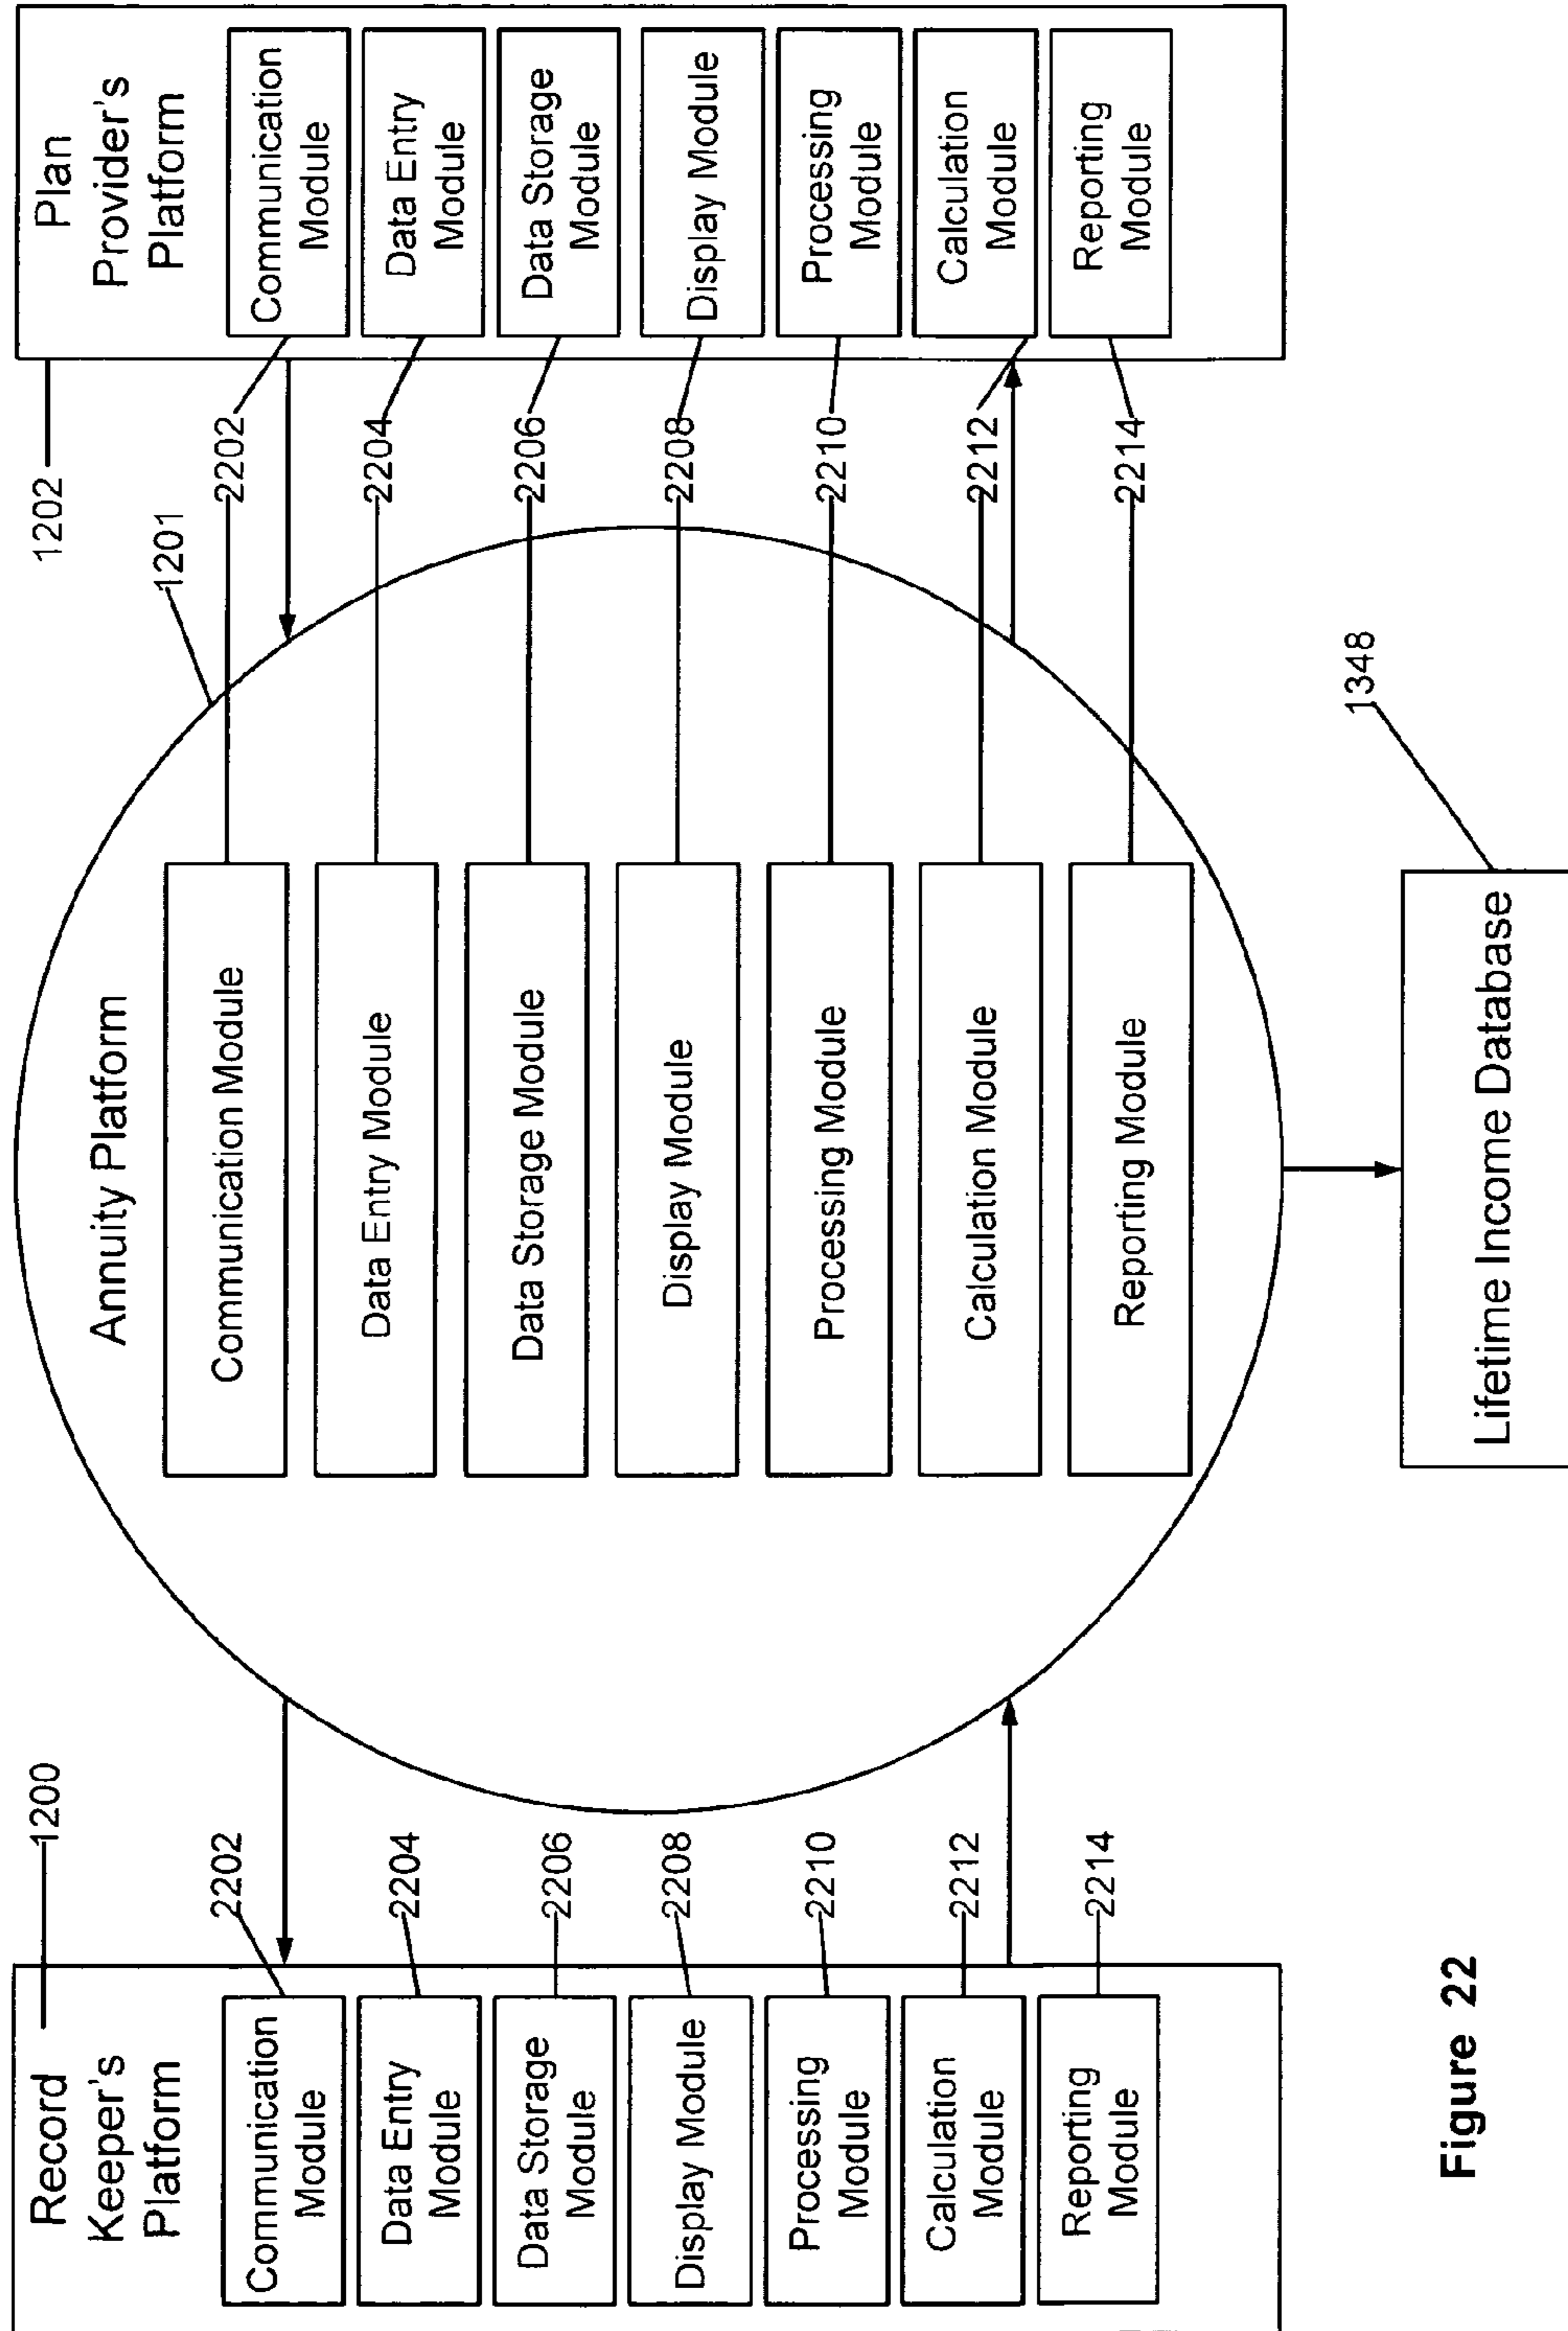 Record
Keeper's
Platform
1200
Communication
Module
2202
Data Entry
Module
2204
Data Storage
Module
2206
Display Module
2208
Processing
Module
2210
Calculation
Module
2212
Reporting
Module
2214
Annuity Platform
1201
Communication Module
2202
Data Entry Module
2204
Data Storage Module
2206
Display Module
2208
Processing Module
2210
Calculation Module
2212
Reporting Module
2214
Plan
Provider's
Platform
1202
Communication
Module
Data Entry
Module
Data Storage
Module
Display Module
Processing
Module
Calculation
Module
Reporting
Module
Lifetime Income Database
1348
Figure 22